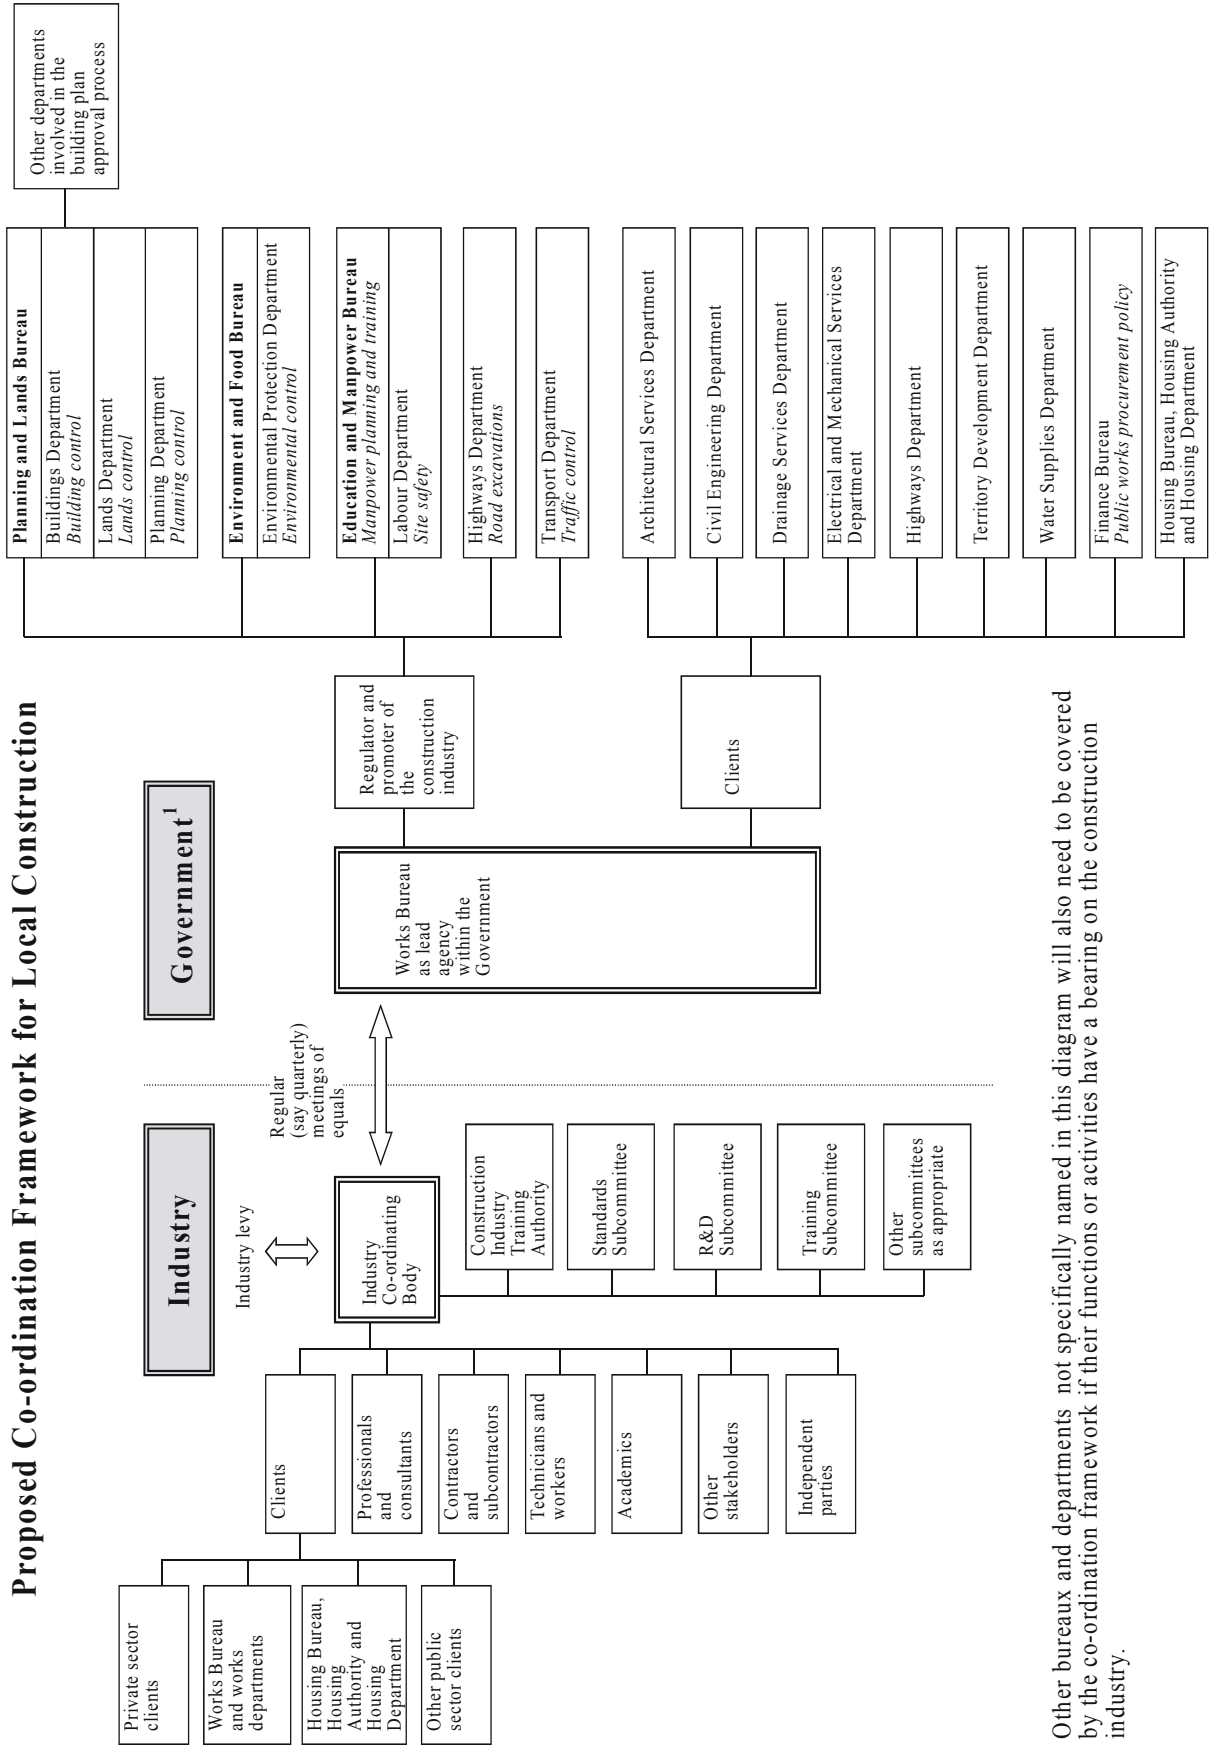 Proposed Co-ordination Framework for Local Construction
Industry
Government1
Industry levy
Regular
(say quarterly)
meetings of
equals
Private sector
clients
Works Bureau
and works
departments
Housing Bureau,
Housing
Authority and
Housing
Department
Other public
sector clients
Clients
Professionals
and
consultants
Contractors
and
subcontractors
Technicians and
workers
Academics
Other
stakeholders
Independent
parties
Industry
Co-ordinating
Body
Construction
Industry
Training
Authority
Standards
Subcommittee
R&D
Subcommittee
Training
Subcommittee
Other
subcommittees
as appropriate
Works Bureau
as lead
agency
within the
Government
Regulator and
promoter of
the
construction
industry
Clients
Planning and Lands Bureau
Buildings Department
Building control
Lands Department
Lands control
Planning Department
Planning control
Environment and Food Bureau
Environmental Protection Department
Environmental control
Education and Manpower Bureau
Manpower planning and training
Labour Department
Site safety
Highways Department
Road excavations
Transport Department
Traffic control
Architectural Services Department
Civil Engineering Department
Drainage Services Department
Electrical and Mechanical Services
Department
Highways Department
Territory Development Department
Water Supplies Department
Finance Bureau
Public works procurement policy
Housing Bureau, Housing Authority
and Housing Department
Other departments
involved in the
building plan
approval process
Other bureaux and departments not specifically named in this diagram will also need to be covered
by the co-ordination framework if their functions or activities have a bearing on the construction
industry.